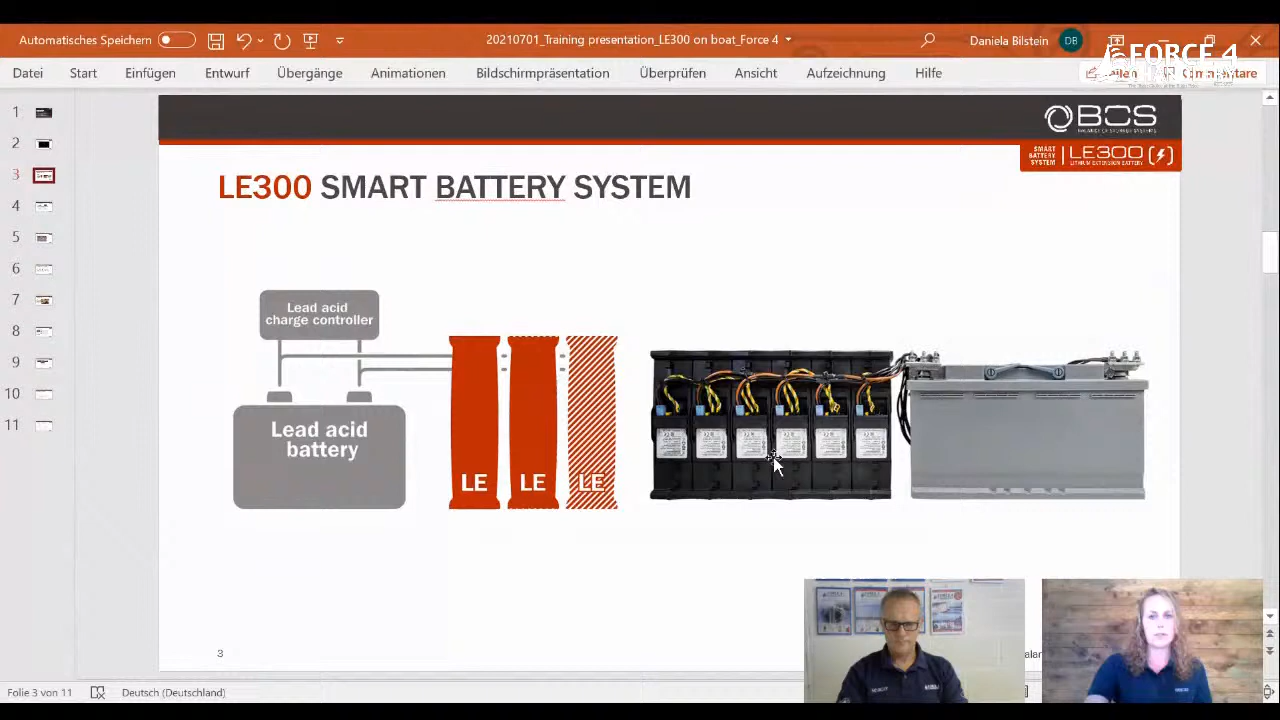 Automatisches Speichern
20210701_Training presentation_LE300 on boat_Force 4
Daniela Bilstein
DB
FORCE 4
CHANDLERY
Datei
Start
Einfügen
Entwurf
Übergänge
Animationen
Bildschirmpräsentation
Überprüfen
Ansicht
Aufzeichnung
Hilfe
Teilen
Kommentare
1
2
3
4
5
6
7
8
9
10
11
BCS
SMART
BATTERY
SYSTEM
LE300
LITHIUM EXTENSION BATTERY
LE300 SMART BATTERY SYSTEM
Lead acid
charge controller
Lead acid
battery
LE
LE
LE
3
Folie 3 von 11
Deutsch (Deutschland)